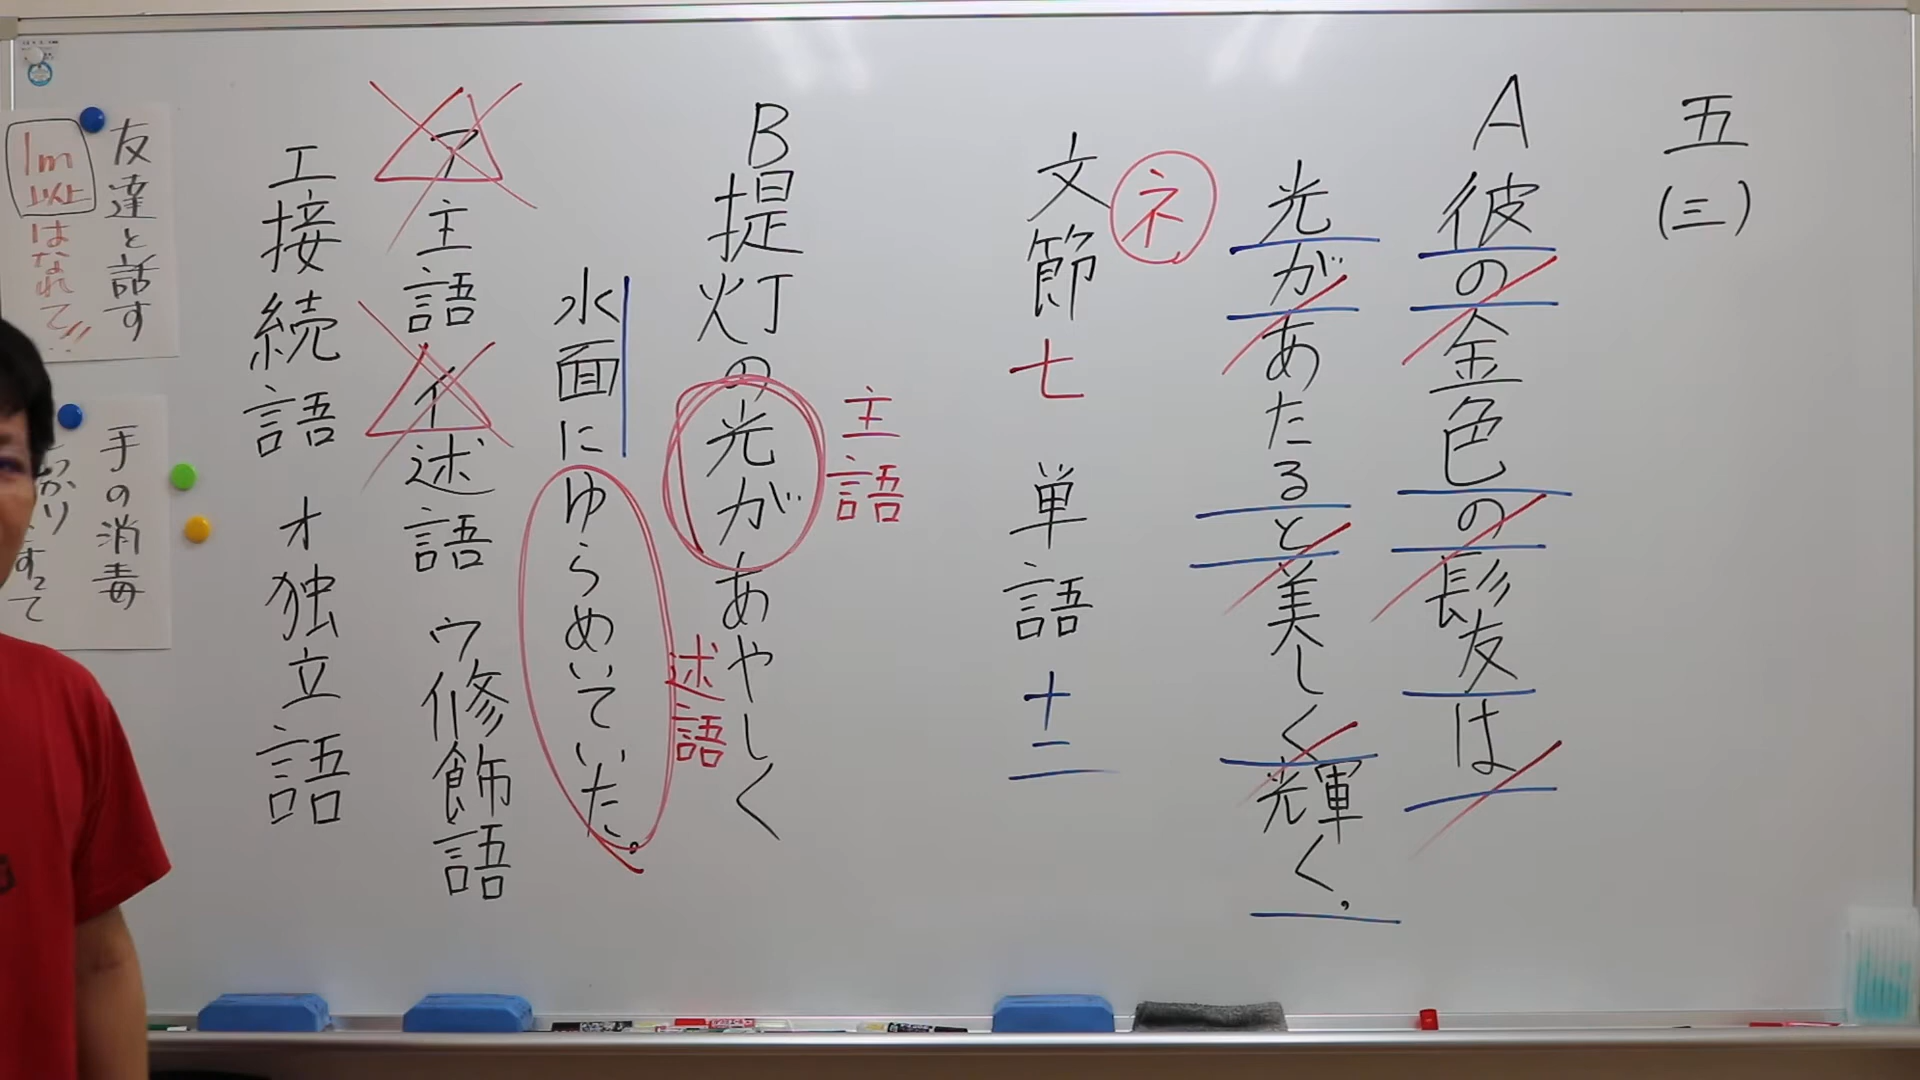 五(三)
A 彼の金色の髪は
光があたると美しく輝く。
ネ
文節七 単語 十二
B 提灯の光があやしく
主語
水面にゆらめいていた。
述語
ア 主語 イ 述語 ウ 修飾語
エ 接続語 オ 独立語
友達と話す
1m以上はなれて!!
手の消毒